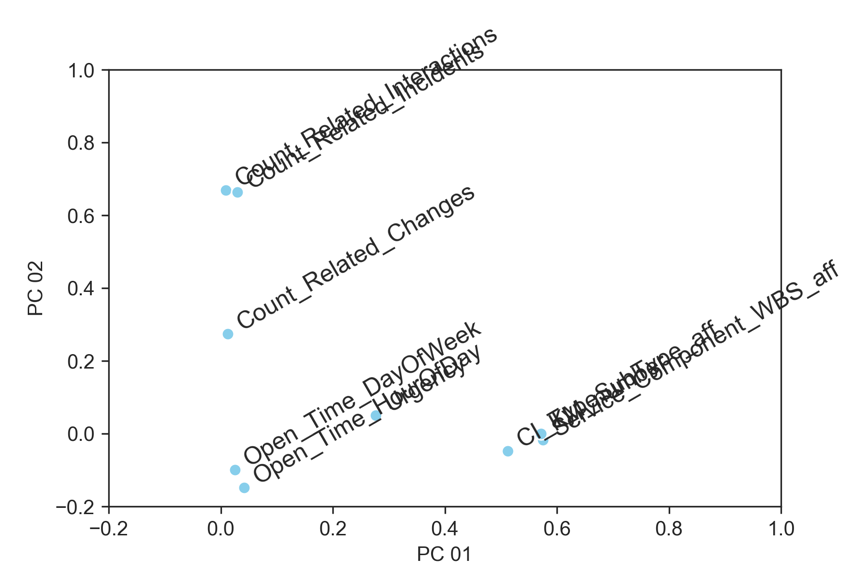 1.0
0.8
0.6
0.4
0.2
0.0
−0.2
PC 02
Count_Related_Interactions
Count_Related_Incidents
Count_Related_Changes
Open_Time_DayOfWeek
Open_Time_HourOfDay
Urgency
Service_Component_WBS_aff
−0.2 0.0 0.2 0.4 0.6 0.8 1.0
PC 01